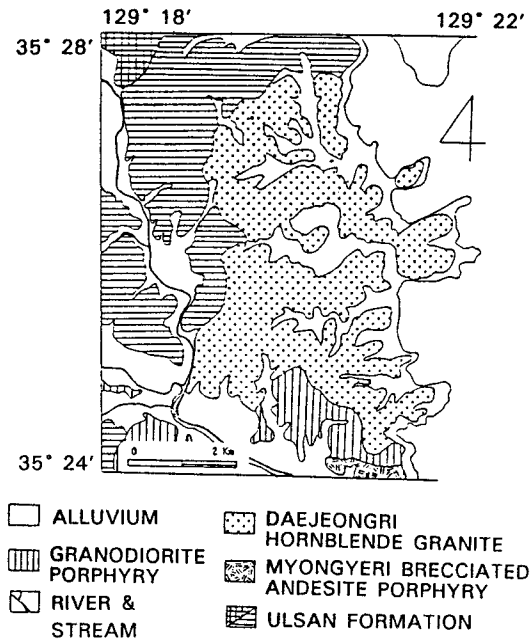 129° 18'
129° 22'
35° 28'
35° 24'
0 2 Km
ALLUVIUM
GRANODIORITE
PORPHYRY
RIVER &
STREAM
DAEJEONGRI
HORNBLENDE GRANITE
MYONGYERI BRECCIATED
ANDESITE PORPHYRY
ULSAN FORMATION